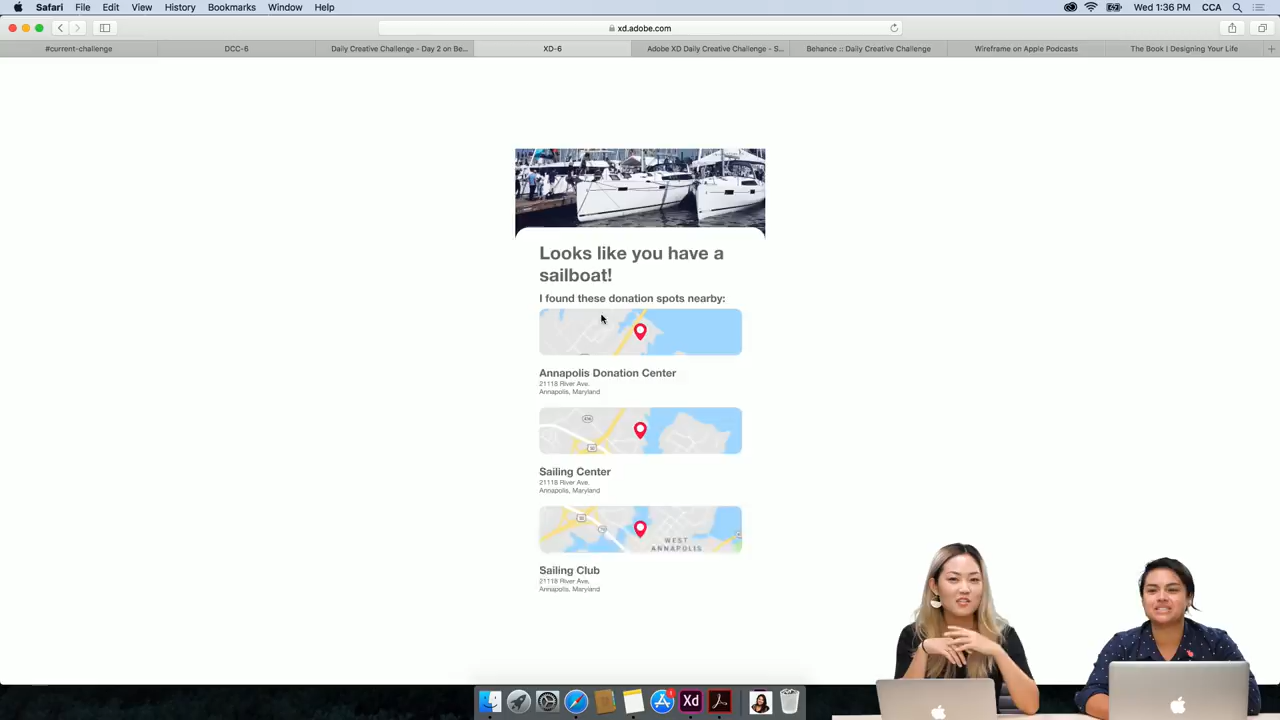 Safari File Edit View History Bookmarks Window Help
Wed 1:36 PM CCA
xd.adobe.com
#current-challenge
DCC-6
Daily Creative Challenge - Day 2 on Be...
XD-6
Adobe XD Daily Creative Challenge - S...
Behance :: Daily Creative Challenge
Wireframe on Apple Podcasts
The Book | Designing Your Life
Looks like you have a
sailboat!
I found these donation spots nearby:
Annapolis Donation Center
21118 River Ave.
Annapolis, Maryland
Sailing Center
21118 River Ave.
Annapolis, Maryland
WEST
ANNAPOLIS
Sailing Club
21118 River Ave,
Annapolis, Maryland
Xd